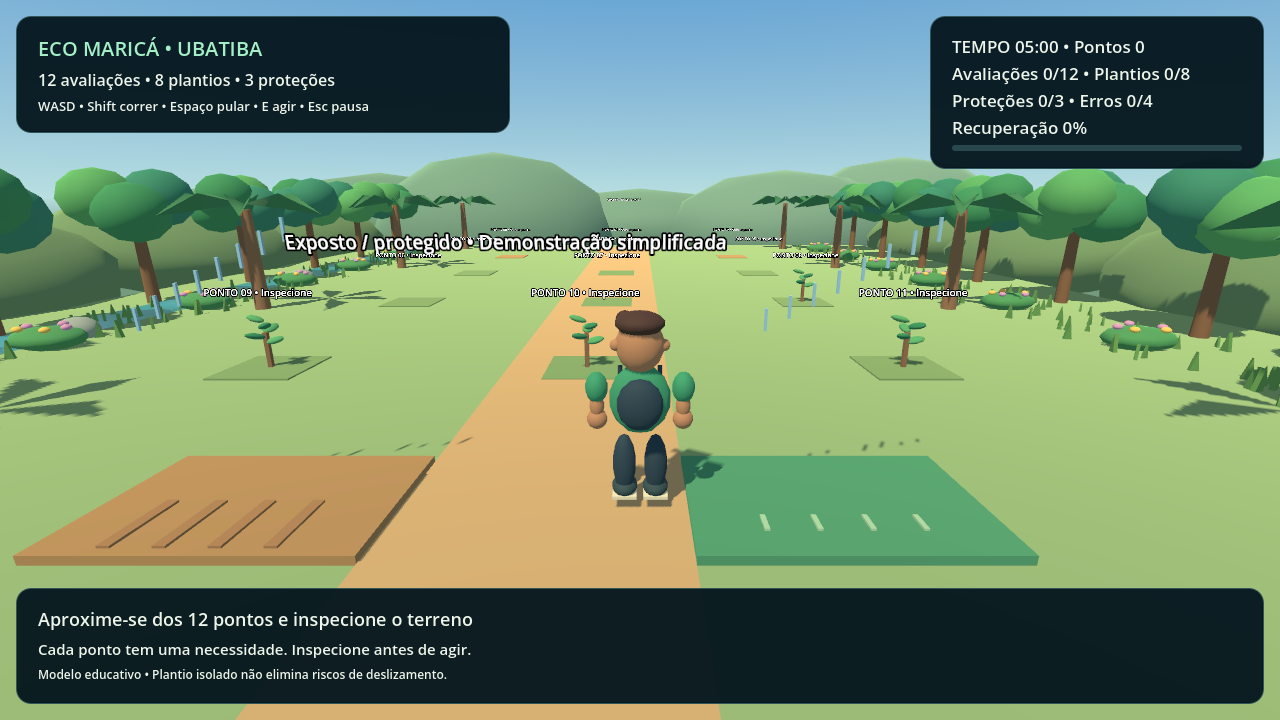 ECO MARICÁ • UBATIBA
12 avaliações • 8 plantios • 3 proteções
WASD • Shift correr • Espaço pular • E agir • Esc pausa
TEMPO 05:00 • Pontos 0
Avaliações 0/12 • Plantios 0/8
Proteções 0/3 • Erros 0/4
Recuperação 0%
Exposto / protegido • Demonstração simplificada
PONTO 09 • Inspecione
PONTO 10 • Inspecione
PONTO 11 • Inspecione
Aproxime-se dos 12 pontos e inspecione o terreno
Cada ponto tem uma necessidade. Inspecione antes de agir.
Modelo educativo • Plantio isolado não elimina riscos de deslizamento.